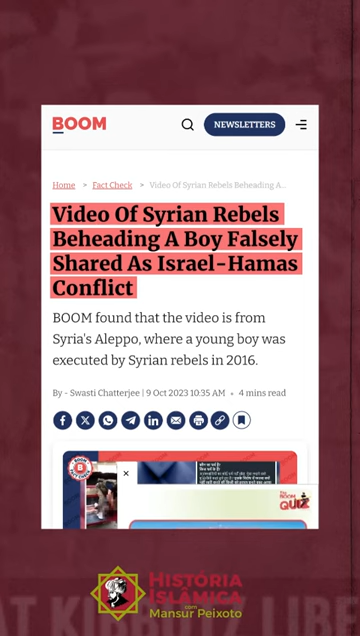 BOOM
NEWSLETTERS
Home > Fact Check > Video Of Syrian Rebels Beheading A...
Video Of Syrian Rebels
Beheading A Boy Falsely
Shared As Israel-Hamas
Conflict
BOOM found that the video is from
Syria's Aleppo, where a young boy was
executed by Syrian rebels in 2016.
By - Swasti Chatterjee | 9 Oct 2023 10:35 AM • 4 mins read
BOOM
QUIZ
HISTÓRIA
ISLÂMICA
com
Mansur Peixoto